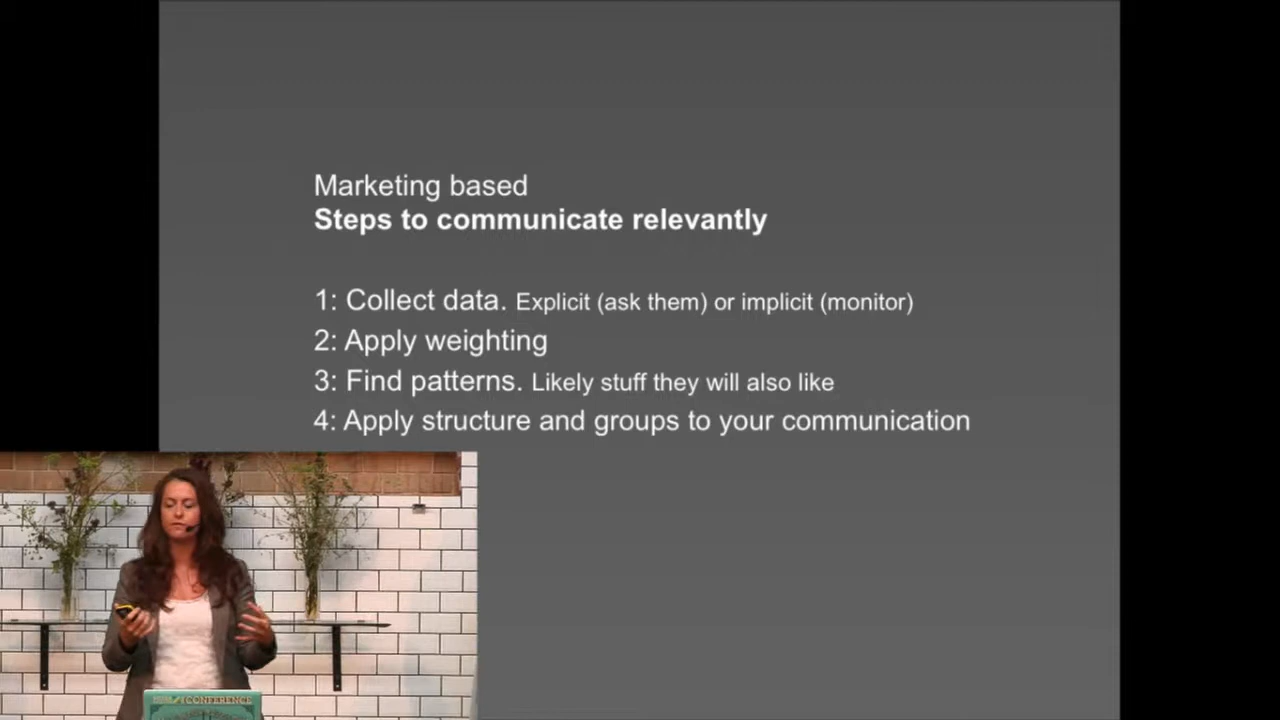 Marketing based
Steps to communicate relevantly
1: Collect data. Explicit (ask them) or implicit (monitor)
2: Apply weighting
3: Find patterns. Likely stuff they will also like
4: Apply structure and groups to your communication
CONFERENCE